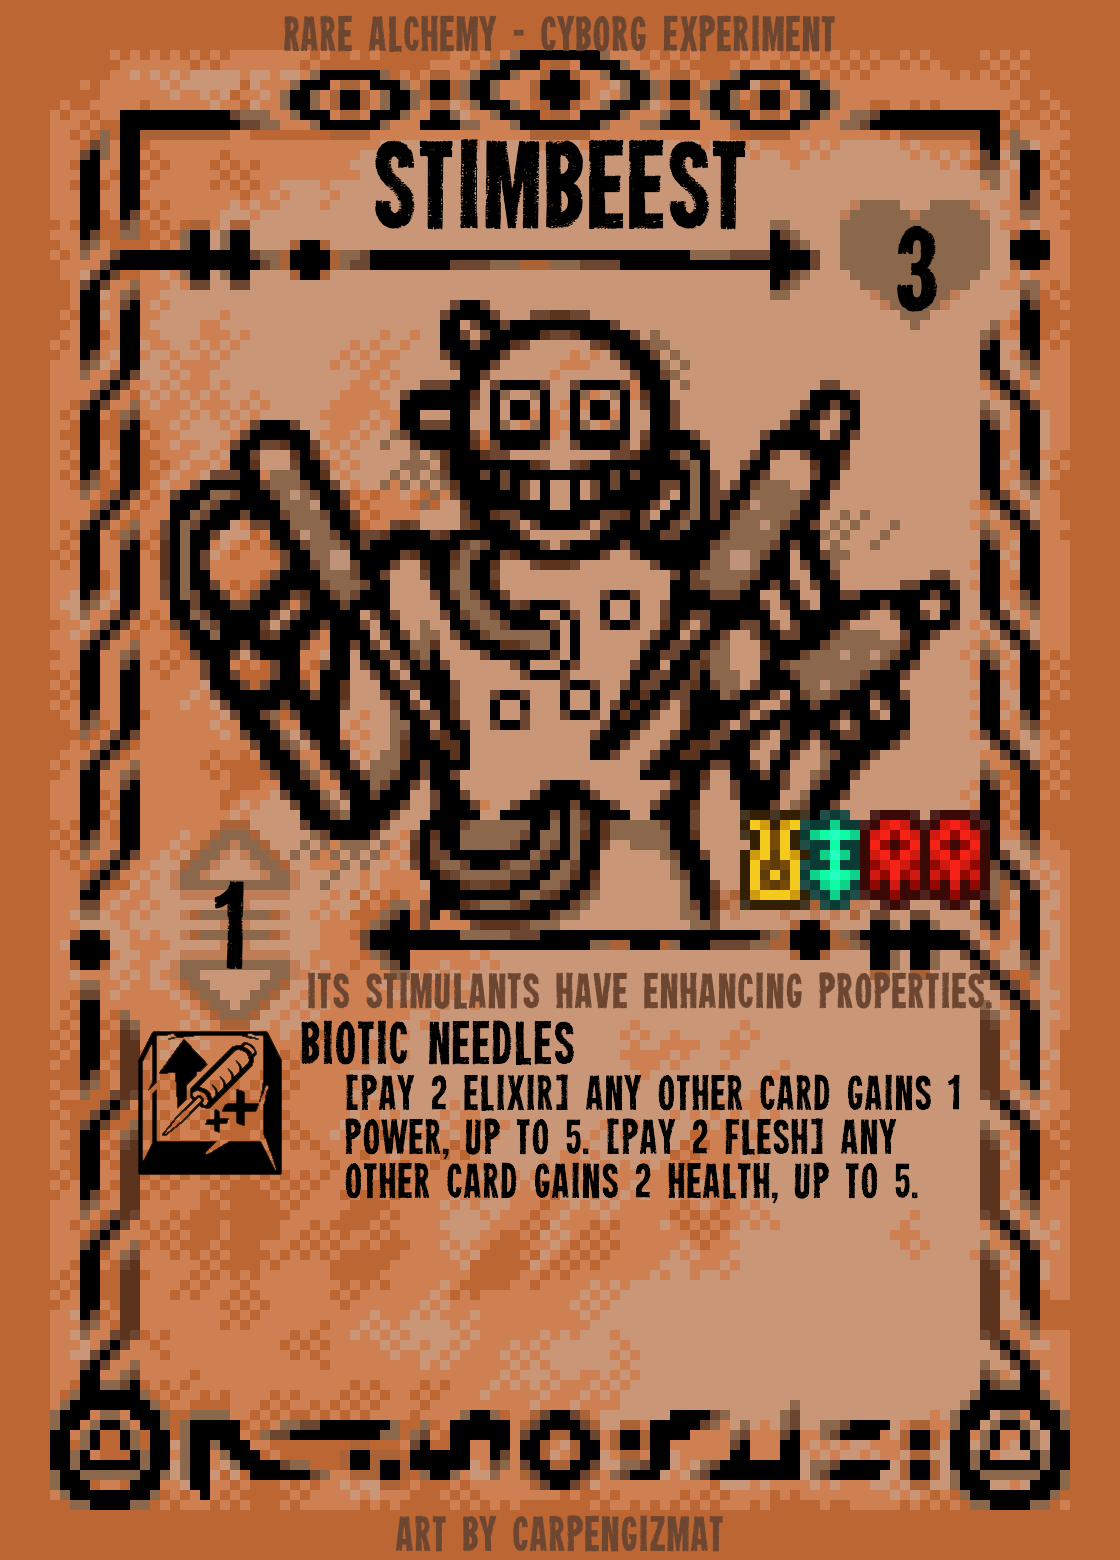 RARE ALCHEMY - CYBORG EXPERIMENT
STIMBEEST
3
1
ITS STIMULANTS HAVE ENHANCING PROPERTIES.
BIOTIC NEEDLES
[PAY 2 ELIXIR] ANY OTHER CARD GAINS 1
POWER, UP TO 5. [PAY 2 FLESH] ANY
OTHER CARD GAINS 2 HEALTH, UP TO 5.
ART BY CARPENGIZMAT